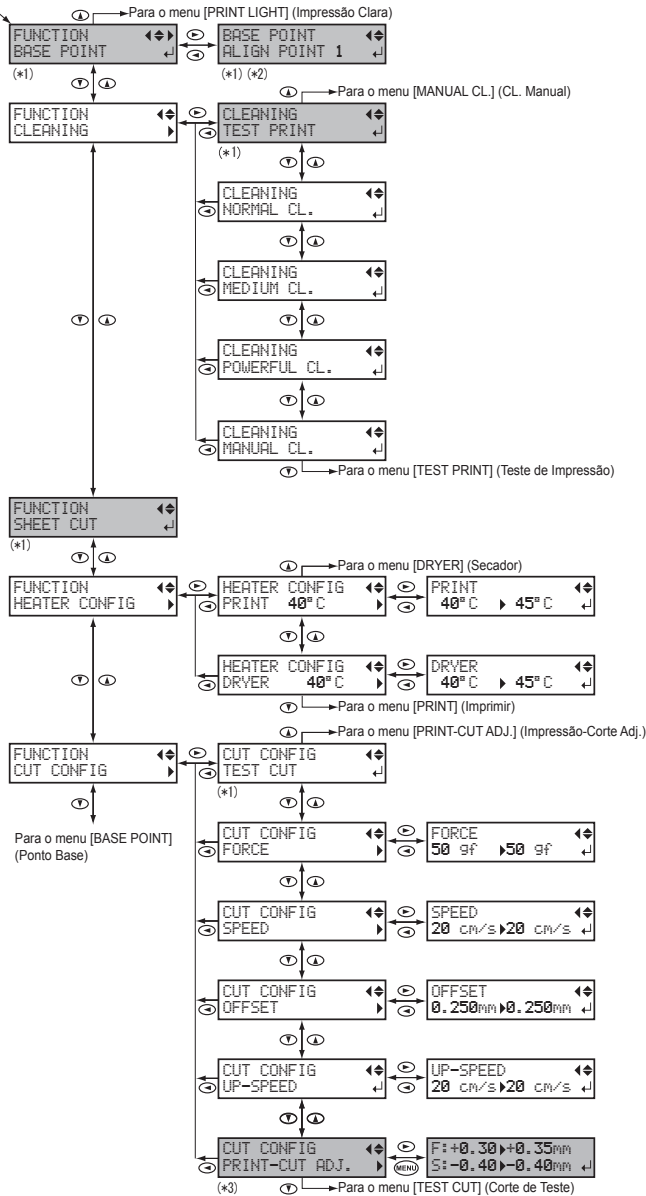 Para o menu [PRINT LIGHT] (Impressão Clara)
FUNCTION
BASE POINT
BASE POINT
ALIGN POINT 1
(*1)
(*1) (*2)
Para o menu [MANUAL CL.] (CL. Manual)
FUNCTION
CLEANING
CLEANING
TEST PRINT
(*1)
CLEANING
NORMAL CL.
CLEANING
MEDIUM CL.
CLEANING
POWERFUL CL.
CLEANING
MANUAL CL.
Para o menu [TEST PRINT] (Teste de Impressão)
FUNCTION
SHEET CUT
(*1)
Para o menu [DRYER] (Secador)
FUNCTION
HEATER CONFIG
HEATER CONFIG
PRINT 40°C
PRINT
40°C 45°C
HEATER CONFIG
DRYER 40°C
DRYER
40°C 45°C
Para o menu [PRINT] (Imprimir)
Para o menu [PRINT-CUT ADJ.] (Impressão-Corte Adj.)
FUNCTION
CUT CONFIG
CUT CONFIG
TEST CUT
(*1)
Para o menu [BASE POINT]
(Ponto Base)
CUT CONFIG
FORCE
FORCE
50 gf 50 gf
CUT CONFIG
SPEED
SPEED
20 cm/s 20 cm/s
CUT CONFIG
OFFSET
OFFSET
0.250mm 0.250mm
CUT CONFIG
UP-SPEED
UP-SPEED
20 cm/s 20 cm/s
CUT CONFIG
PRINT-CUT ADJ.
MENU
F:+0.30 +0.35mm
S:-0.40 -0.40mm
(*3)
Para o menu [TEST CUT] (Corte de Teste)